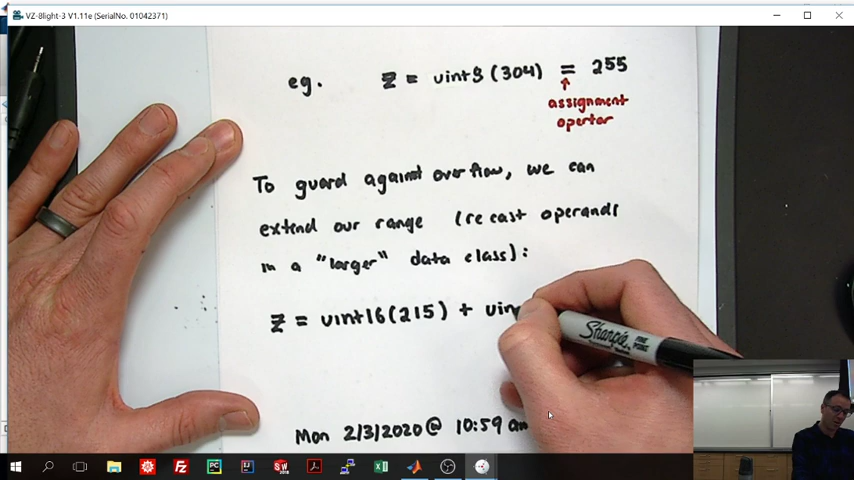 VZ-8light-3 V1.11e (SerialNo. 01042371)
eg. Z = uint8(304) = 255
assignment
opertor
To guard against overflow, we can
extend our range (recast operands
in a "larger" data class):
Z = uint16(215) + uin
Sharpie
FINE POINT
Mon 2/3/2020 @ 10:59 am